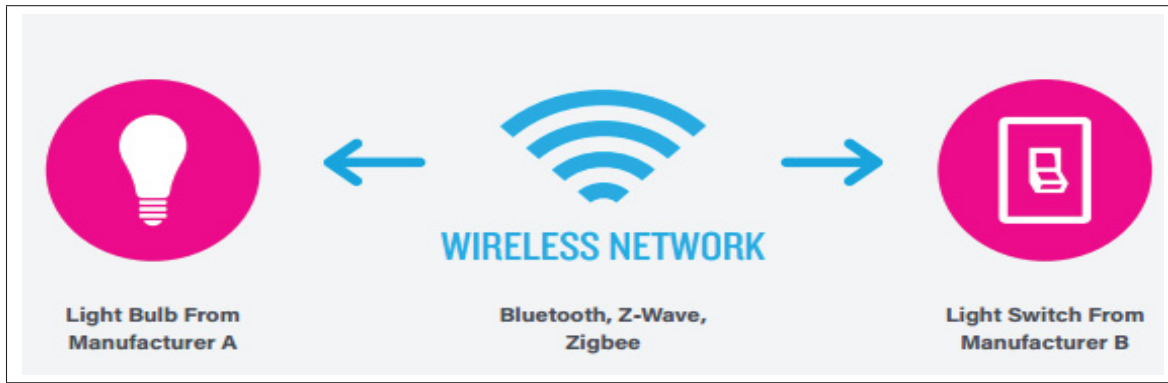 WIRELESS NETWORK
Light Bulb From
Manufacturer A
Bluetooth, Z-Wave,
Zigbee
Light Switch From
Manufacturer B